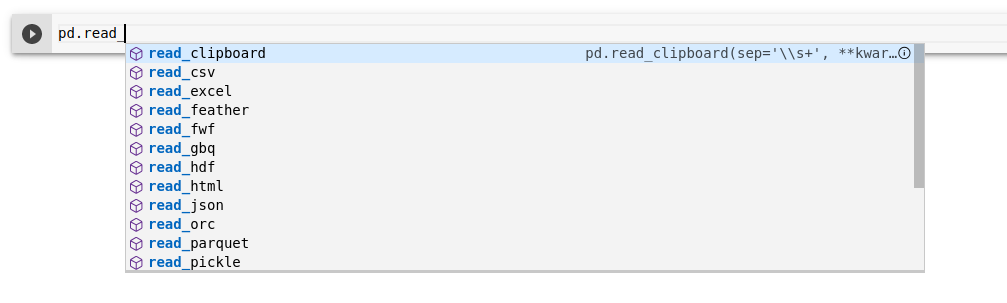 pd.read_
read_clipboard pd.read_clipboard(sep='\\s+', **kwar…
read_csv
read_excel
read_feather
read_fwf
read_gbq
read_hdf
read_html
read_json
read_orc
read_parquet
read_pickle